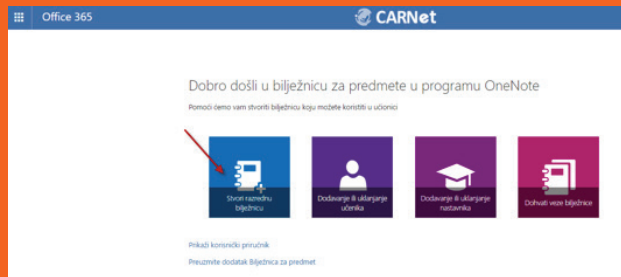 Office 365
CARNet
Dobro došli u bilježnicu za predmete u programu OneNote
Pomoći ćemo vam stvoriti bilježnicu koju možete koristiti u učionici
Stvori razrednu
bilježnicu
Dodavanje ili uklanjanje
učenika
Dodavanje ili uklanjanje
nastavnika
Dohvati veze bilježnice
Prikaži korisnički priručnik
Preuzmite dodatak Bilježnica za predmet